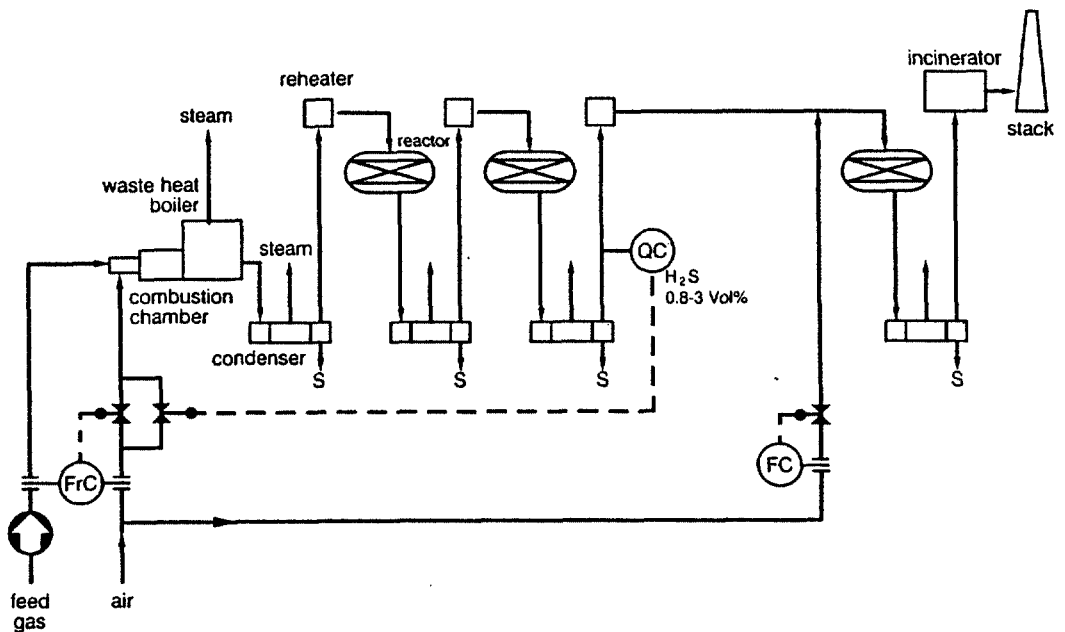 reheater
incinerator
stack
steam
reactor
waste heat
boiler
steam
QC
H₂S
0.8-3 Vol%
combustion
chamber
condenser
S
S
S
S
FrC
FC
feed
gas
air